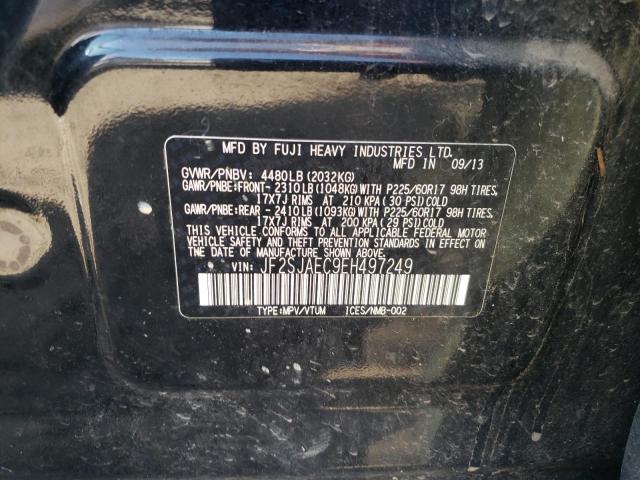 MFD BY FUJI HEAVY INDUSTRIES LTD.
MFD IN 09/13
GVWR/PNBV: 4480LB (2032KG)
GAWR/PNBE:FRONT- 2310LB (1048KG) WITH P225/60R17 98H TIRES,
17X7J RIMS AT 210 KPA ( 30 PSI) COLD
GAWR/PNBE:REAR - 2410LB (1093KG) WITH P225/60R17 98H TIRES,
17X7J RIMS AT 200 KPA ( 29 PSI) COLD
THIS VEHICLE CONFORMS TO ALL APPLICABLE FEDERAL MOTOR
VEHICLE SAFETY AND BUMPER STANDARDS IN EFFECT ON
THE DATE OF MANUFACTURE SHOWN ABOVE.
VIN: JF2SJAEC9EH497249
TYPE:MPV/VTUM ICES/NMB-002